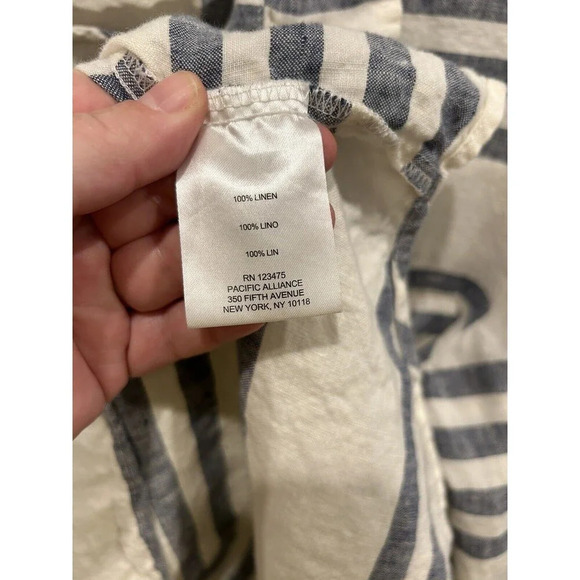 100% LINEN
100% LINO
100% LIN
RN 123475
PACIFIC ALLIANCE
350 FIFTH AVENUE
NEW YORK, NY 10118